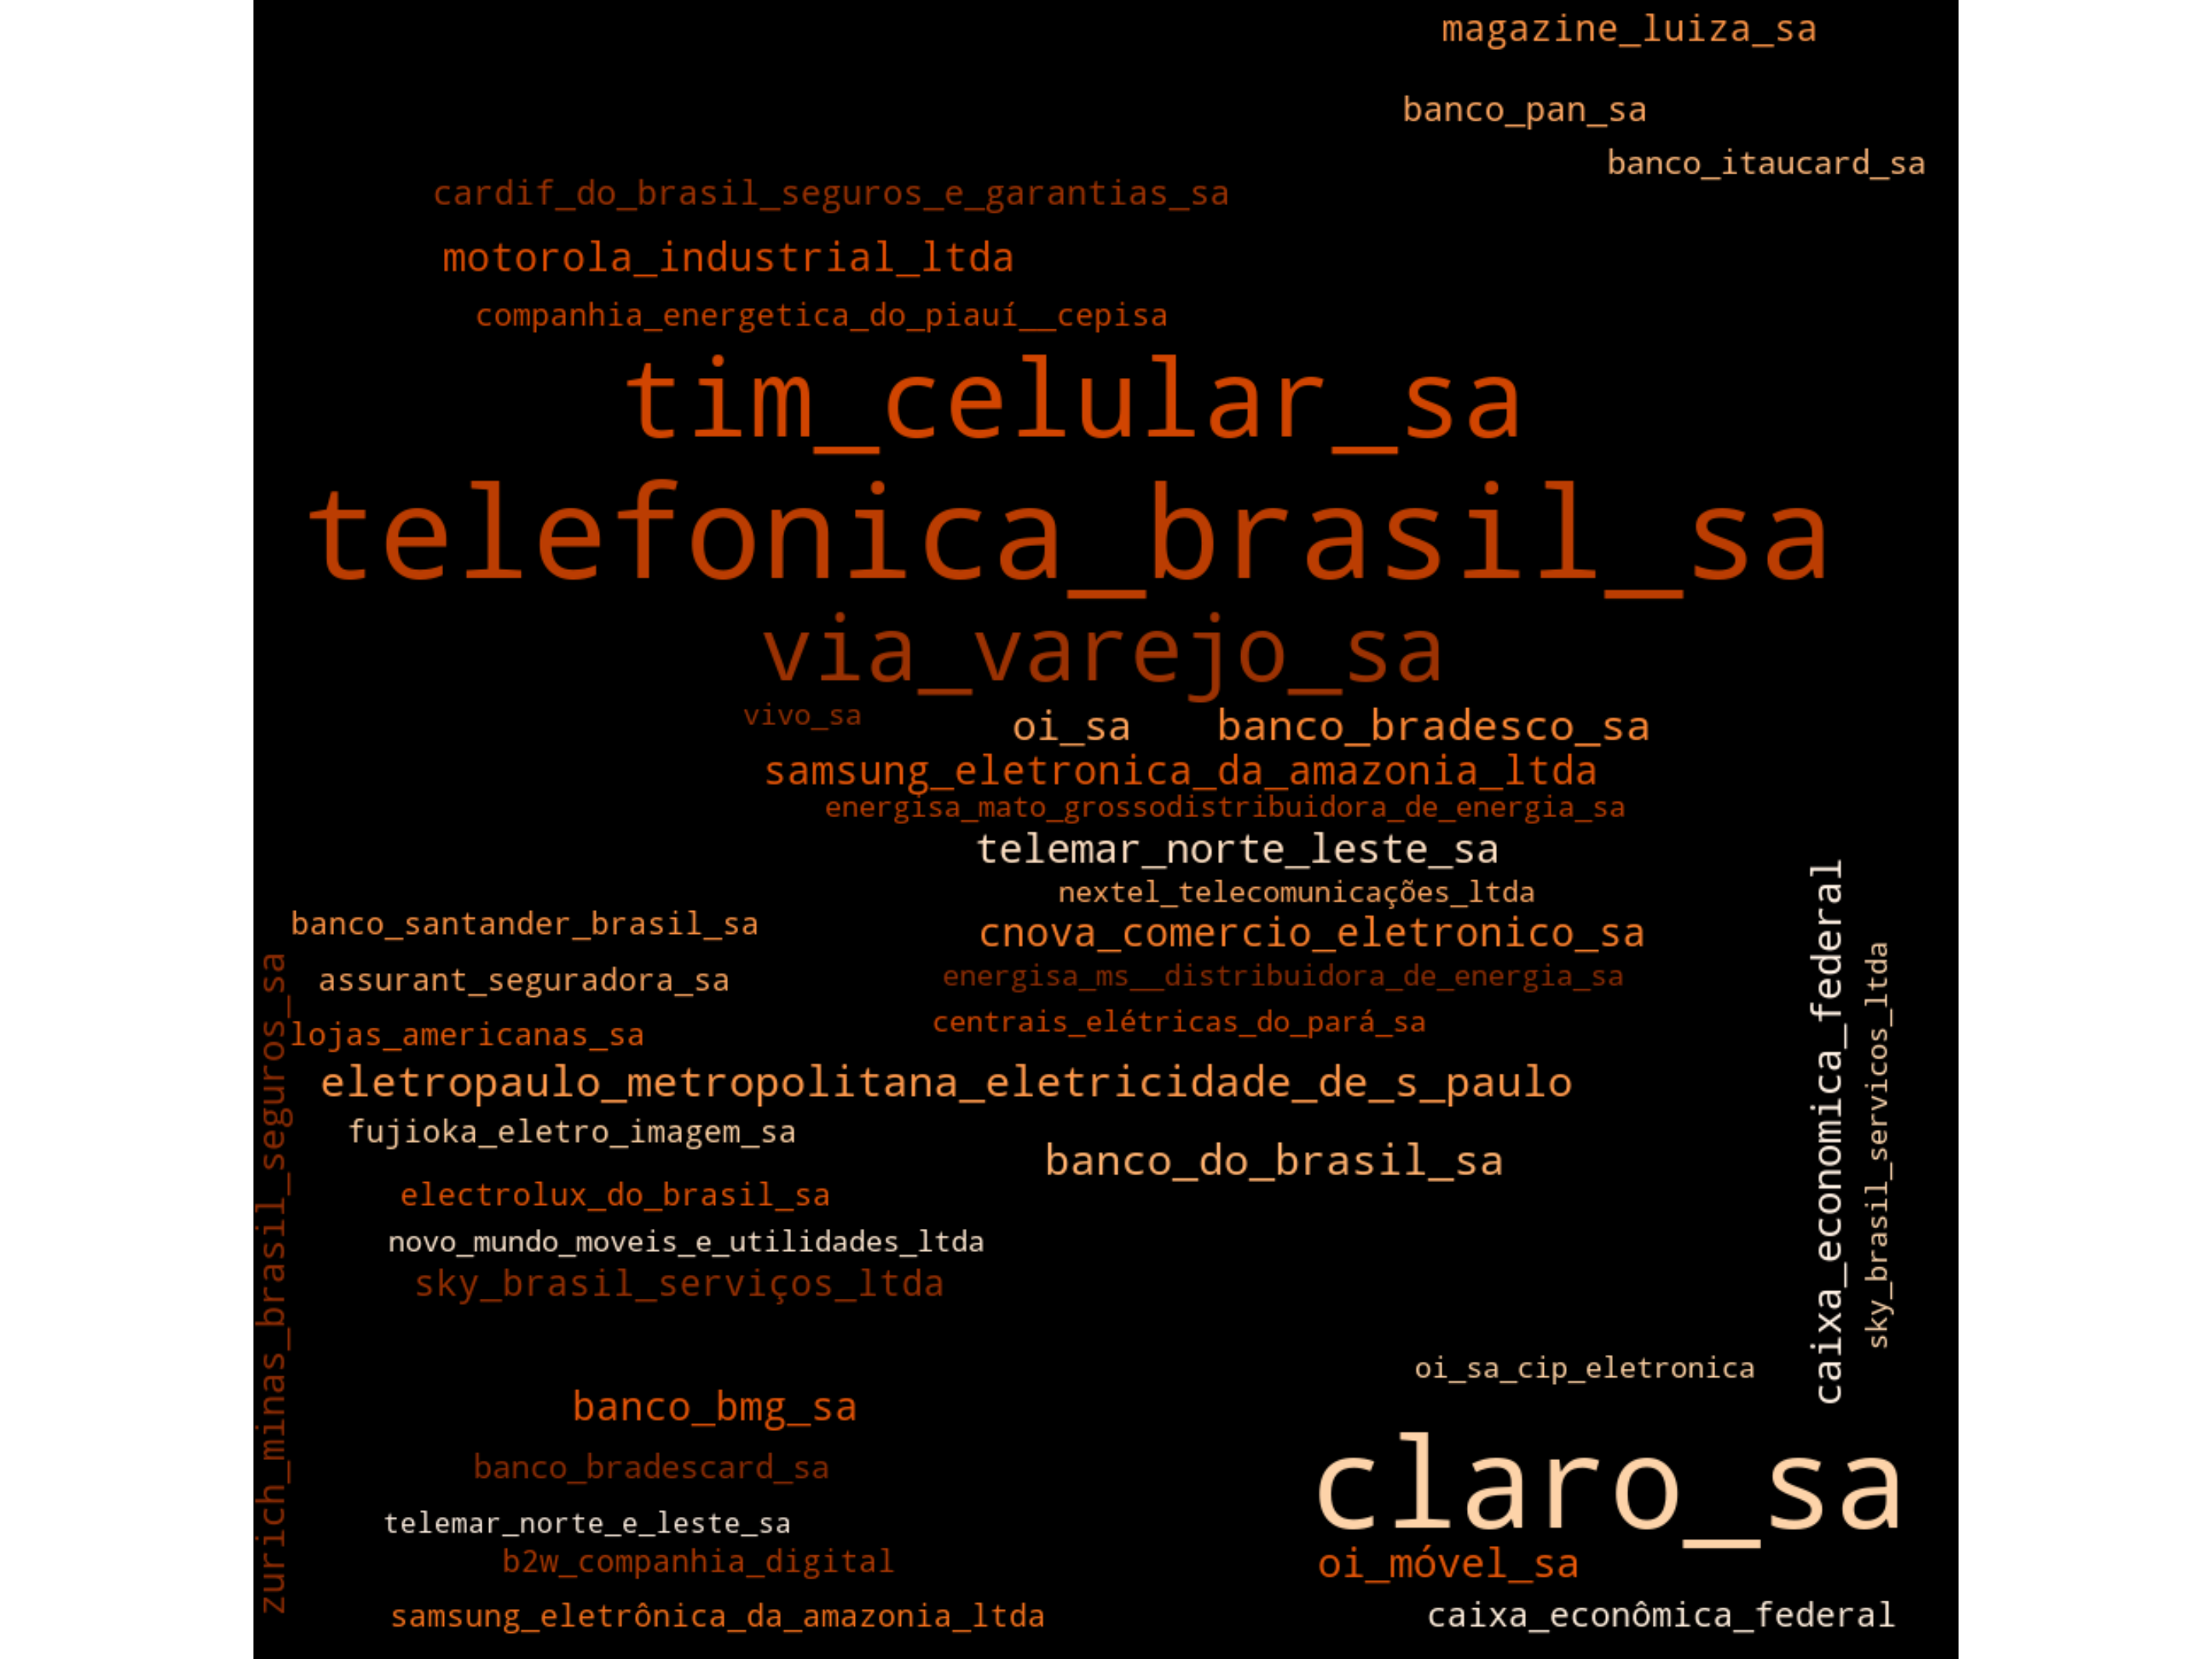 magazine_luiza_sa
banco_pan_sa
banco_itaucard_sa
cardif_do_brasil_seguros_e_garantias_sa
motorola_industrial_ltda
companhia_energetica_do_piauí__cepisa
tim_celular_sa
telefonica_brasil_sa
via_varejo_sa
vivo_sa
oi_sa
banco_bradesco_sa
samsung_eletronica_da_amazonia_ltda
energisa_mato_grossodistribuidora_de_energia_sa
telemar_norte_leste_sa
nextel_telecomunicações_ltda
banco_santander_brasil_sa
cnova_comercio_eletronico_sa
assurant_seguradora_sa
energisa_ms__distribuidora_de_energia_sa
lojas_americanas_sa
centrais_elétricas_do_pará_sa
eletropaulo_metropolitana_eletricidade_de_s_paulo
fujioka_eletro_imagem_sa
banco_do_brasil_sa
electrolux_do_brasil_sa
novo_mundo_moveis_e_utilidades_ltda
sky_brasil_serviços_ltda
zurich_minas_brasil_seguros_sa
caixa_economica_federal
sky_brasil_servicos_ltda
oi_sa_cip_eletronica
banco_bmg_sa
banco_bradescard_sa
claro_sa
telemar_norte_e_leste_sa
b2w_companhia_digital
oi_móvel_sa
samsung_eletrônica_da_amazonia_ltda
caixa_econômica_federal